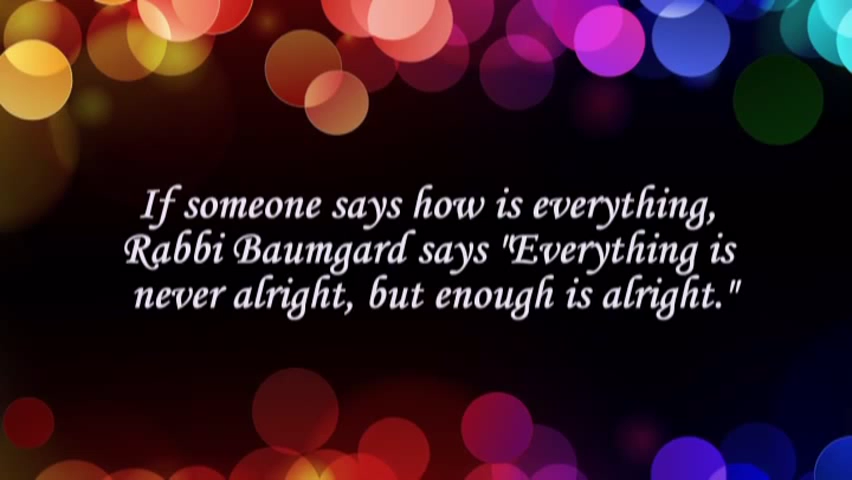 If someone says how is everything,
Rabbi Baumgard says "Everything is
never alright, but enough is alright."